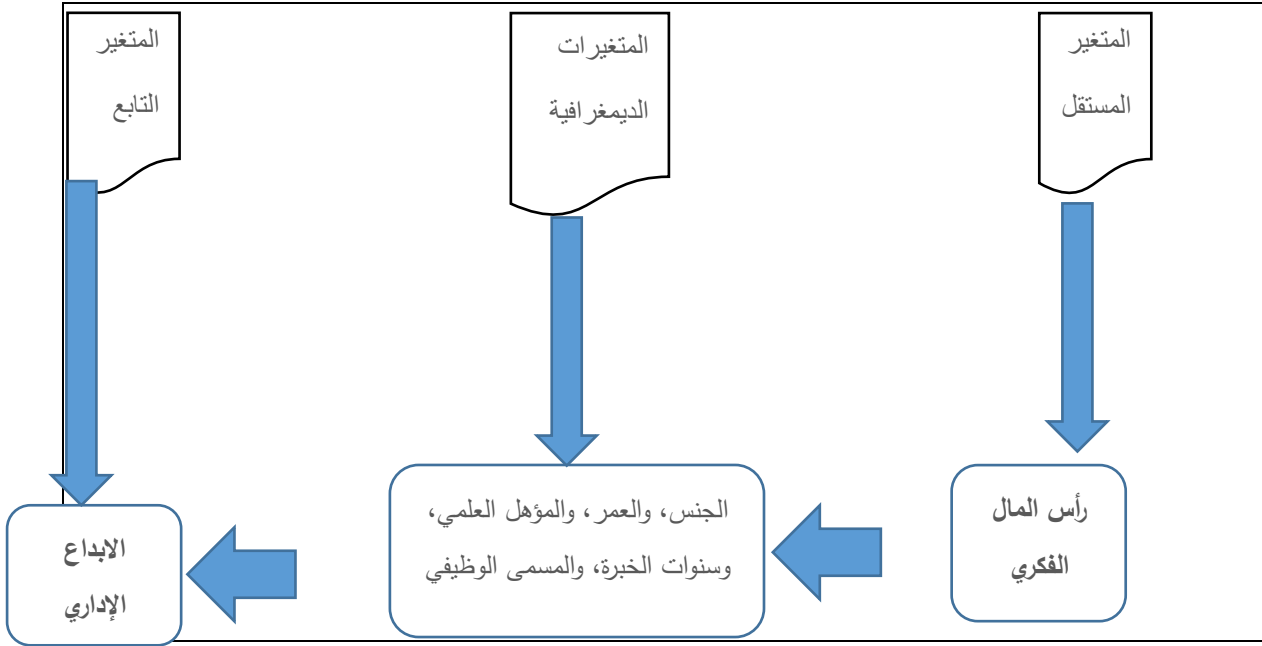 المتغير
المستقل
المتغيرات
الديمغرافية
المتغير
التابع
رأس المال
الفكري
الجنس، والعمر، والمؤهل العلمي،
وسنوات الخبرة، والمسمى الوظيفي
الابداع
الإداري